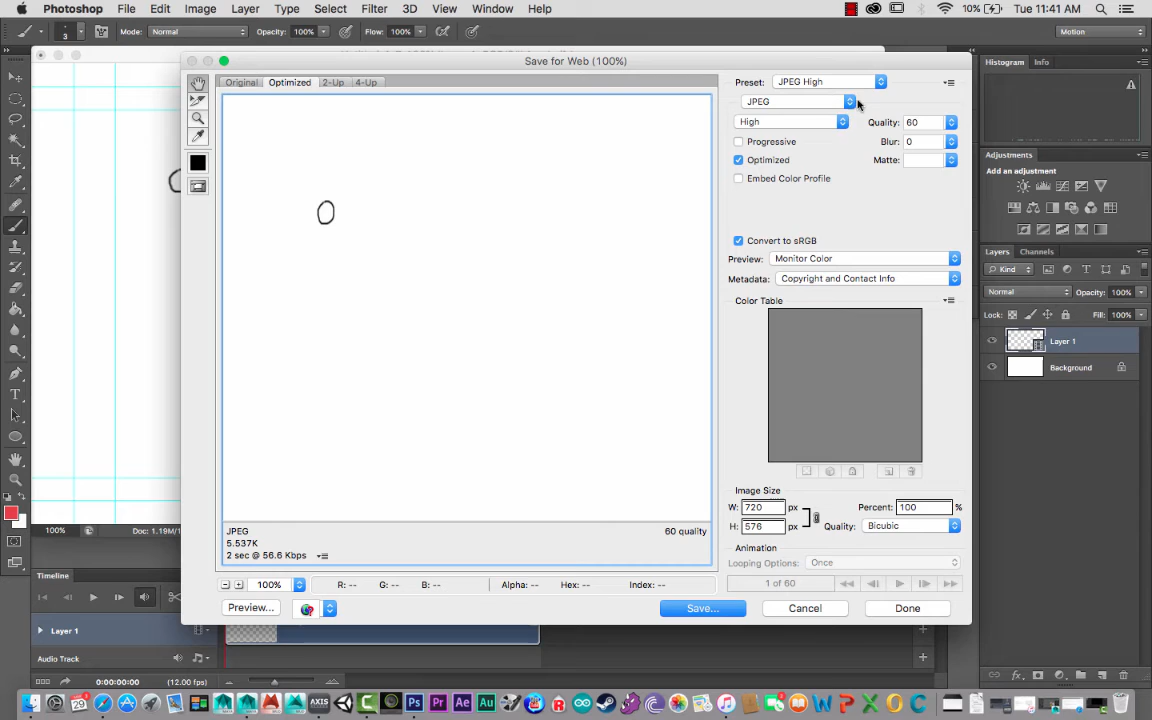 Photoshop File Edit Image Layer Type Select Filter 3D View Window Help 10% Tue 11:41 AM
3 Mode: Normal Opacity: 100% Flow: 100% Motion
Save for Web (100%)
Original Optimized 2-Up 4-Up
Preset: JPEG High
JPEG
High Quality: 60
Progressive Blur: 0
Optimized Matte:
Embed Color Profile
Convert to sRGB
Preview: Monitor Color
Metadata: Copyright and Contact Info
Color Table
Image Size
W: 720 px Percent: 100 %
H: 576 px Quality: Bicubic
Animation
Looping Options: Once
1 of 60
JPEG 60 quality
5.537K
2 sec @ 56.6 Kbps
100% R: -- G: -- B: -- Alpha: -- Hex: -- Index: --
Preview... Save... Cancel Done
Histogram Info
Adjustments
Add an adjustment
Layers Channels
Kind
Normal Opacity: 100%
Lock: Fill: 100%
Layer 1
Background
100% Doc: 1.19M/1
Timeline
Layer 1
Audio Track
0:00:00:00 (12.00 fps)